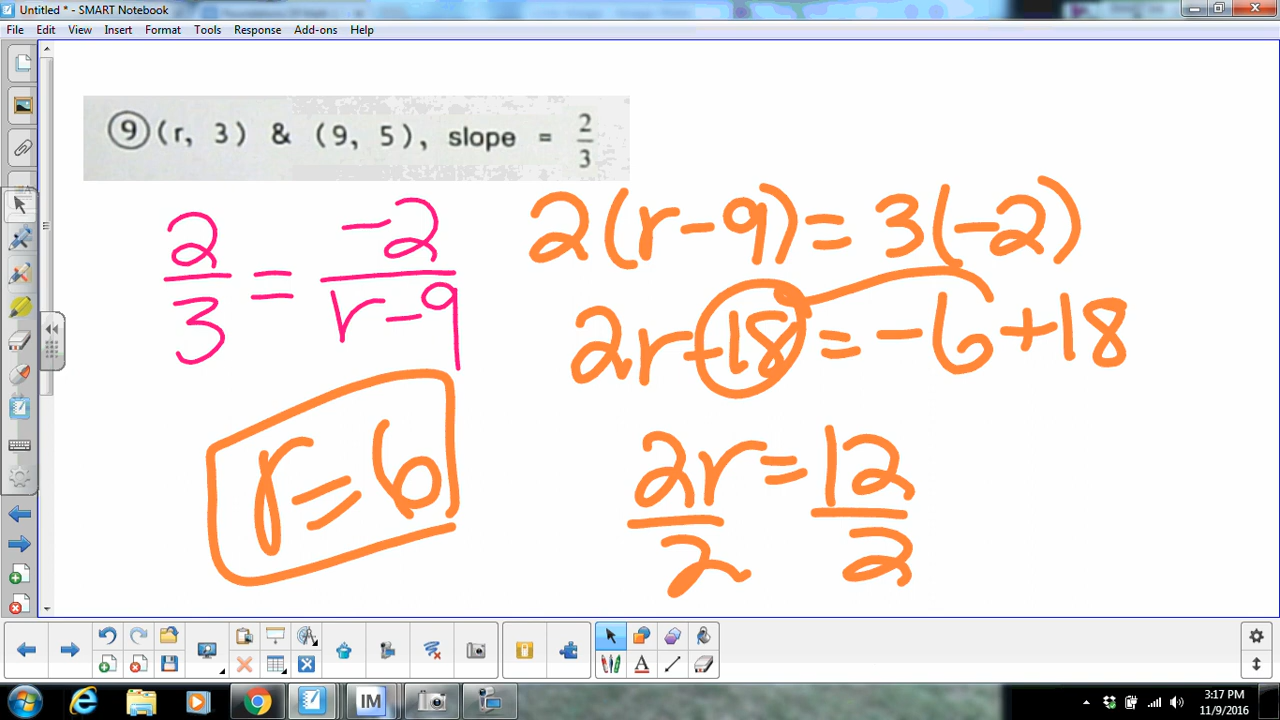 Untitled * - SMART Notebook
File Edit View Insert Format Tools Response Add-ons Help
⑨ (r, 3) & (9, 5), slope = 2/3
2/3 = -2/(r-9)
2(r-9)=3(-2)
2r-18=-6+18
2r/2=12/2
r=6
IM
3:17 PM
11/9/2016